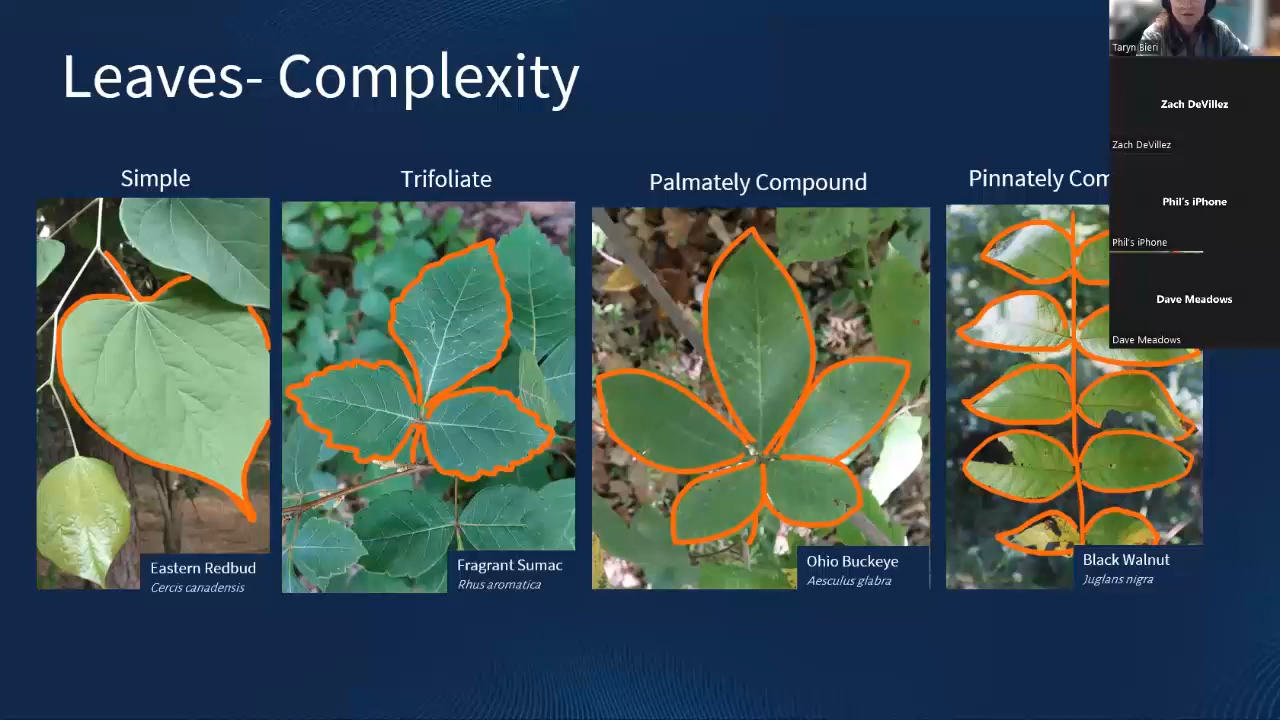 Leaves- Complexity
Simple
Trifoliate
Palmately Compound
Pinnately Com
Eastern Redbud
Cercis canadensis
Fragrant Sumac
Rhus aromatica
Ohio Buckeye
Aesculus glabra
Black Walnut
Juglans nigra
Taryn Bieri
Zach DeVillez
Zach DeVillez
Phil's iPhone
Phil's iPhone
Dave Meadows
Dave Meadows